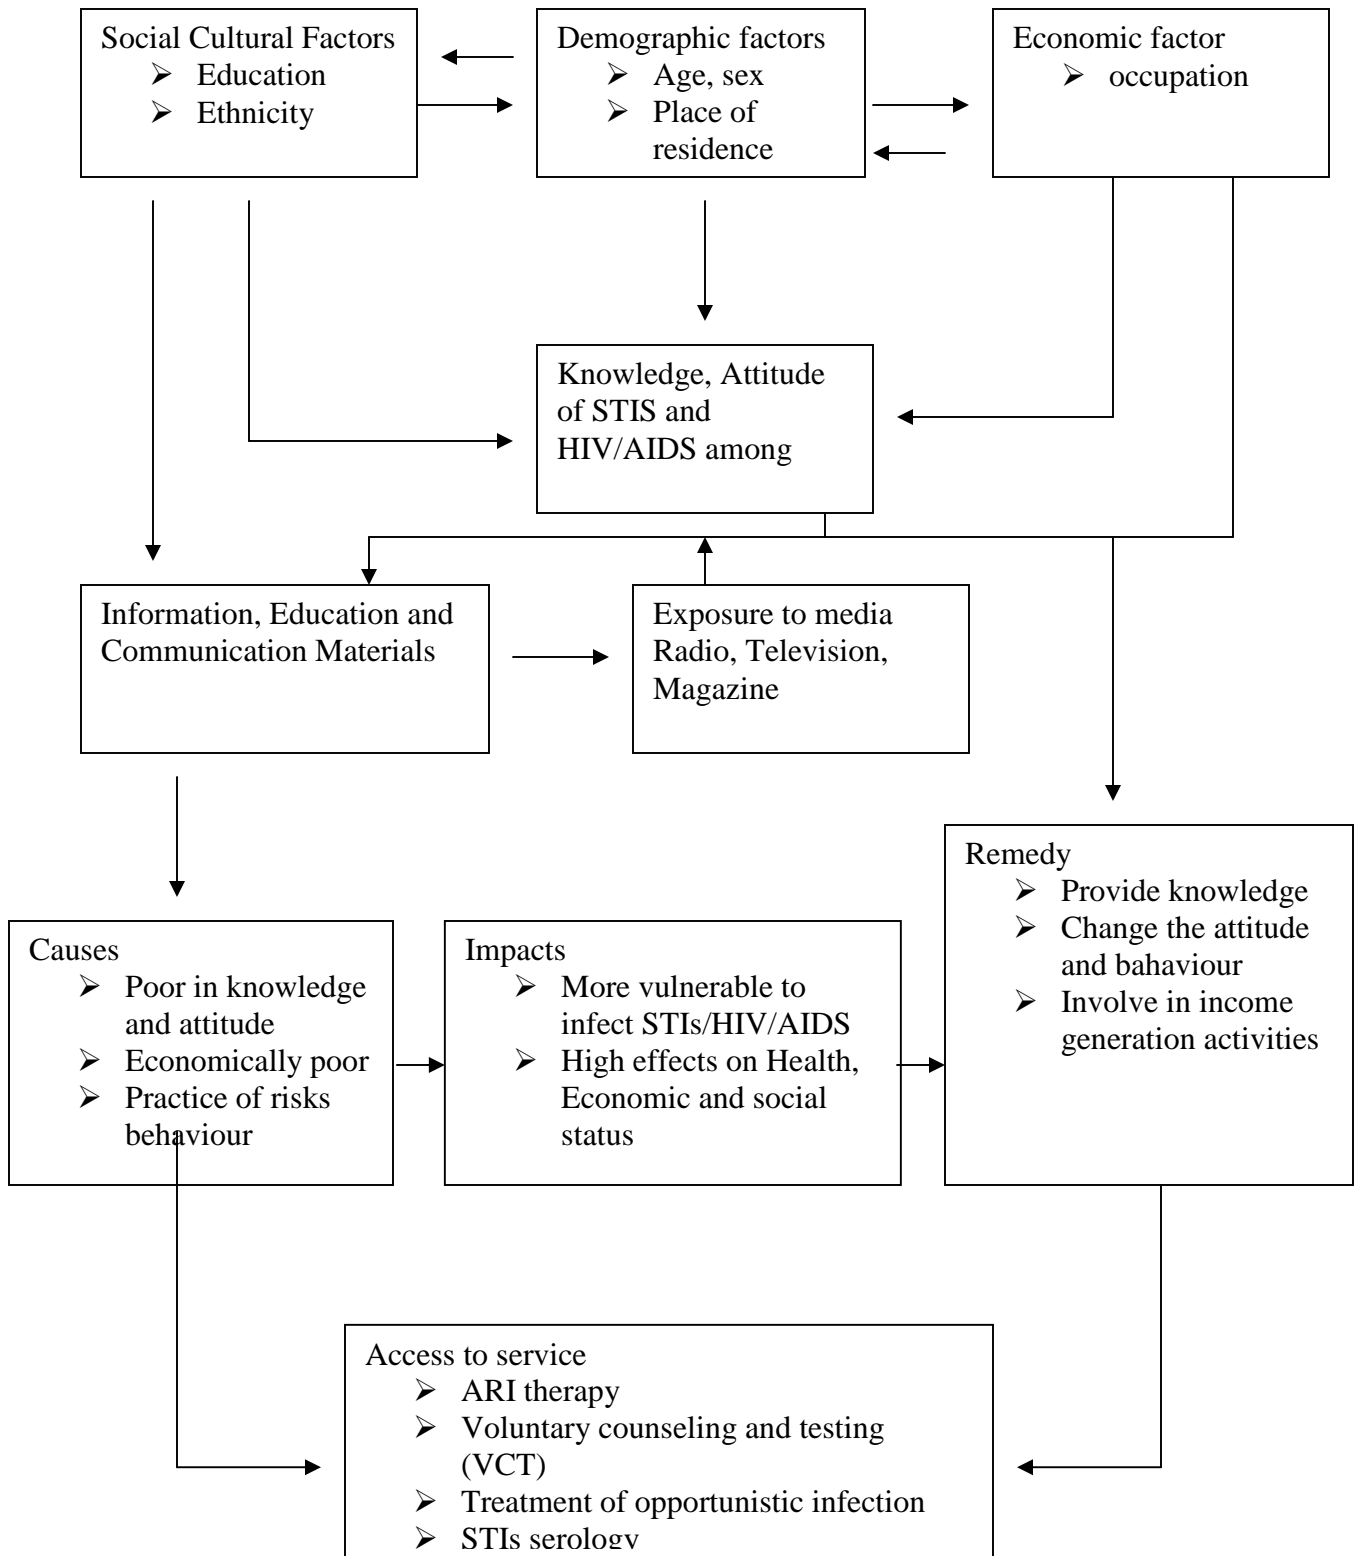 Social Cultural Factors
➢ Education
➢ Ethnicity
Demographic factors
➢ Age, sex
➢ Place of
residence
Economic factor
➢ occupation
Knowledge, Attitude
of STIS and
HIV/AIDS among
Information, Education and
Communication Materials
Exposure to media
Radio, Television,
Magazine
Causes
➢ Poor in knowledge
and attitude
➢ Economically poor
➢ Practice of risks
behaviour
Impacts
➢ More vulnerable to
infect STIs/HIV/AIDS
➢ High effects on Health,
Economic and social
status
Remedy
➢ Provide knowledge
➢ Change the attitude
and bahaviour
➢ Involve in income
generation activities
Access to service
➢ ARI therapy
➢ Voluntary counseling and testing
(VCT)
➢ Treatment of opportunistic infection
➢ STIs serology